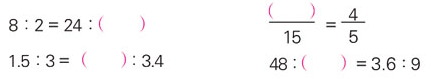 8 : 2 = 24 : ( )
( )/15 = 4/5
1.5 : 3 = ( ) : 3.4
48 : ( ) = 3.6 : 9